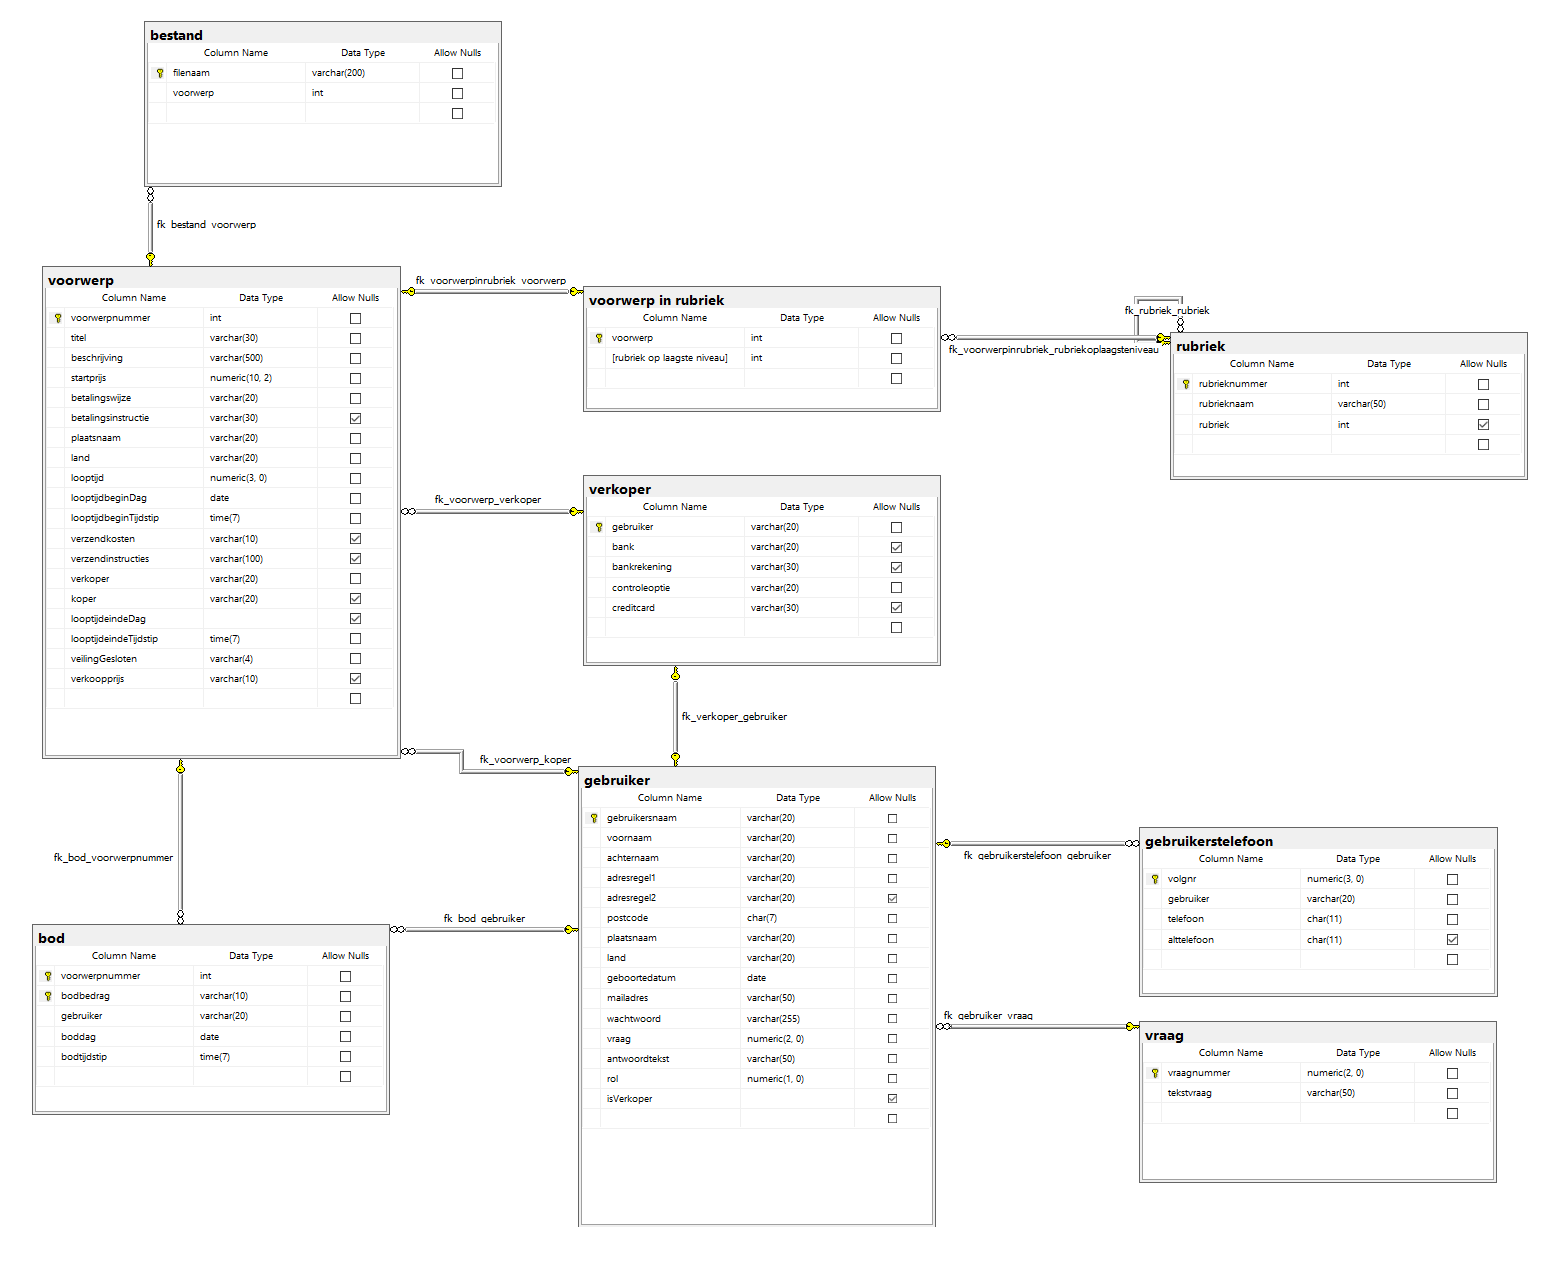 bestand
Column Name Data Type Allow Nulls
filenaam varchar(200)
voorwerp int
fk_bestand_voorwerp
voorwerp
Column Name Data Type Allow Nulls
voorwerpnummer int
titel varchar(30)
beschrijving varchar(500)
startprijs numeric(10, 2)
betalingswijze varchar(20)
betalingsinstructie varchar(30)
plaatsnaam varchar(20)
land varchar(20)
looptijd numeric(3, 0)
looptijdbeginDag date
looptijdbeginTijdstip time(7)
verzendkosten varchar(10)
verzendinstructies varchar(100)
verkoper varchar(20)
koper varchar(20)
looptijdeindeDag
looptijdeindeTijdstip time(7)
veilingGesloten varchar(4)
verkoopprijs varchar(10)
fk_voorwerpinrubriek_voorwerp
voorwerp in rubriek
Column Name Data Type Allow Nulls
voorwerp int
[rubriek op laagste niveau] int
fk_rubriek_rubriek
fk_voorwerpinrubriek_rubriekoplaagsteniveau
rubriek
Column Name Data Type Allow Nulls
rubrieknummer int
rubrieknaam varchar(50)
rubriek int
fk_voorwerp_verkoper
verkoper
Column Name Data Type Allow Nulls
gebruiker varchar(20)
bank varchar(20)
bankrekening varchar(30)
controleoptie varchar(20)
creditcard varchar(30)
fk_verkoper_gebruiker
fk_voorwerp_koper
gebruiker
Column Name Data Type Allow Nulls
gebruikersnaam varchar(20)
voornaam varchar(20)
achternaam varchar(20)
adresregel1 varchar(20)
adresregel2 varchar(20)
postcode char(7)
plaatsnaam varchar(20)
land varchar(20)
geboortedatum date
mailadres varchar(50)
wachtwoord varchar(255)
vraag numeric(2, 0)
antwoordtekst varchar(50)
rol numeric(1, 0)
isVerkoper
fk_gebruikerstelefoon_gebruiker
gebruikerstelefoon
Column Name Data Type Allow Nulls
volgnr numeric(3, 0)
gebruiker varchar(20)
telefoon char(11)
alttelefoon char(11)
fk_gebruiker_vraag
vraag
Column Name Data Type Allow Nulls
vraagnummer numeric(2, 0)
tekstvraag varchar(50)
fk_bod_voorwerpnummer
fk_bod_gebruiker
bod
Column Name Data Type Allow Nulls
voorwerpnummer int
bodbedrag varchar(10)
gebruiker varchar(20)
boddag date
bodtijdstip time(7)